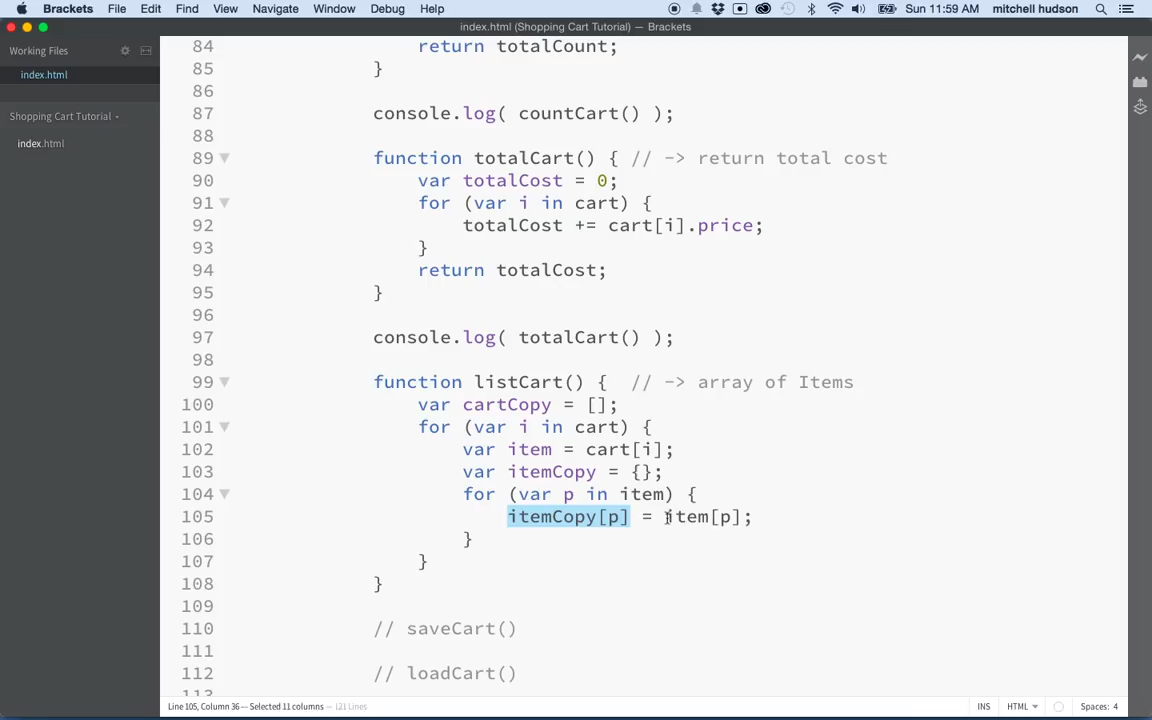 Brackets File Edit Find View Navigate Window Debug Help Sun 11:59 AM mitchell hudson
index.html (Shopping Cart Tutorial) — Brackets
Working Files
index.html
Shopping Cart Tutorial
index.html
84 return totalCount;
85 }
86
87 console.log( countCart() );
88
89 function totalCart() { // -> return total cost
90 var totalCost = 0;
91 for (var i in cart) {
92 totalCost += cart[i].price;
93 }
94 return totalCost;
95 }
96
97 console.log( totalCart() );
98
99 function listCart() { // -> array of Items
100 var cartCopy = [];
101 for (var i in cart) {
102 var item = cart[i];
103 var itemCopy = {};
104 for (var p in item) {
105 itemCopy[p] = item[p];
106 }
107 }
108 }
109
110 // saveCart()
111
112 // loadCart()
113
Line 105, Column 36 — Selected 11 columns — 121 Lines INS HTML Spaces: 4